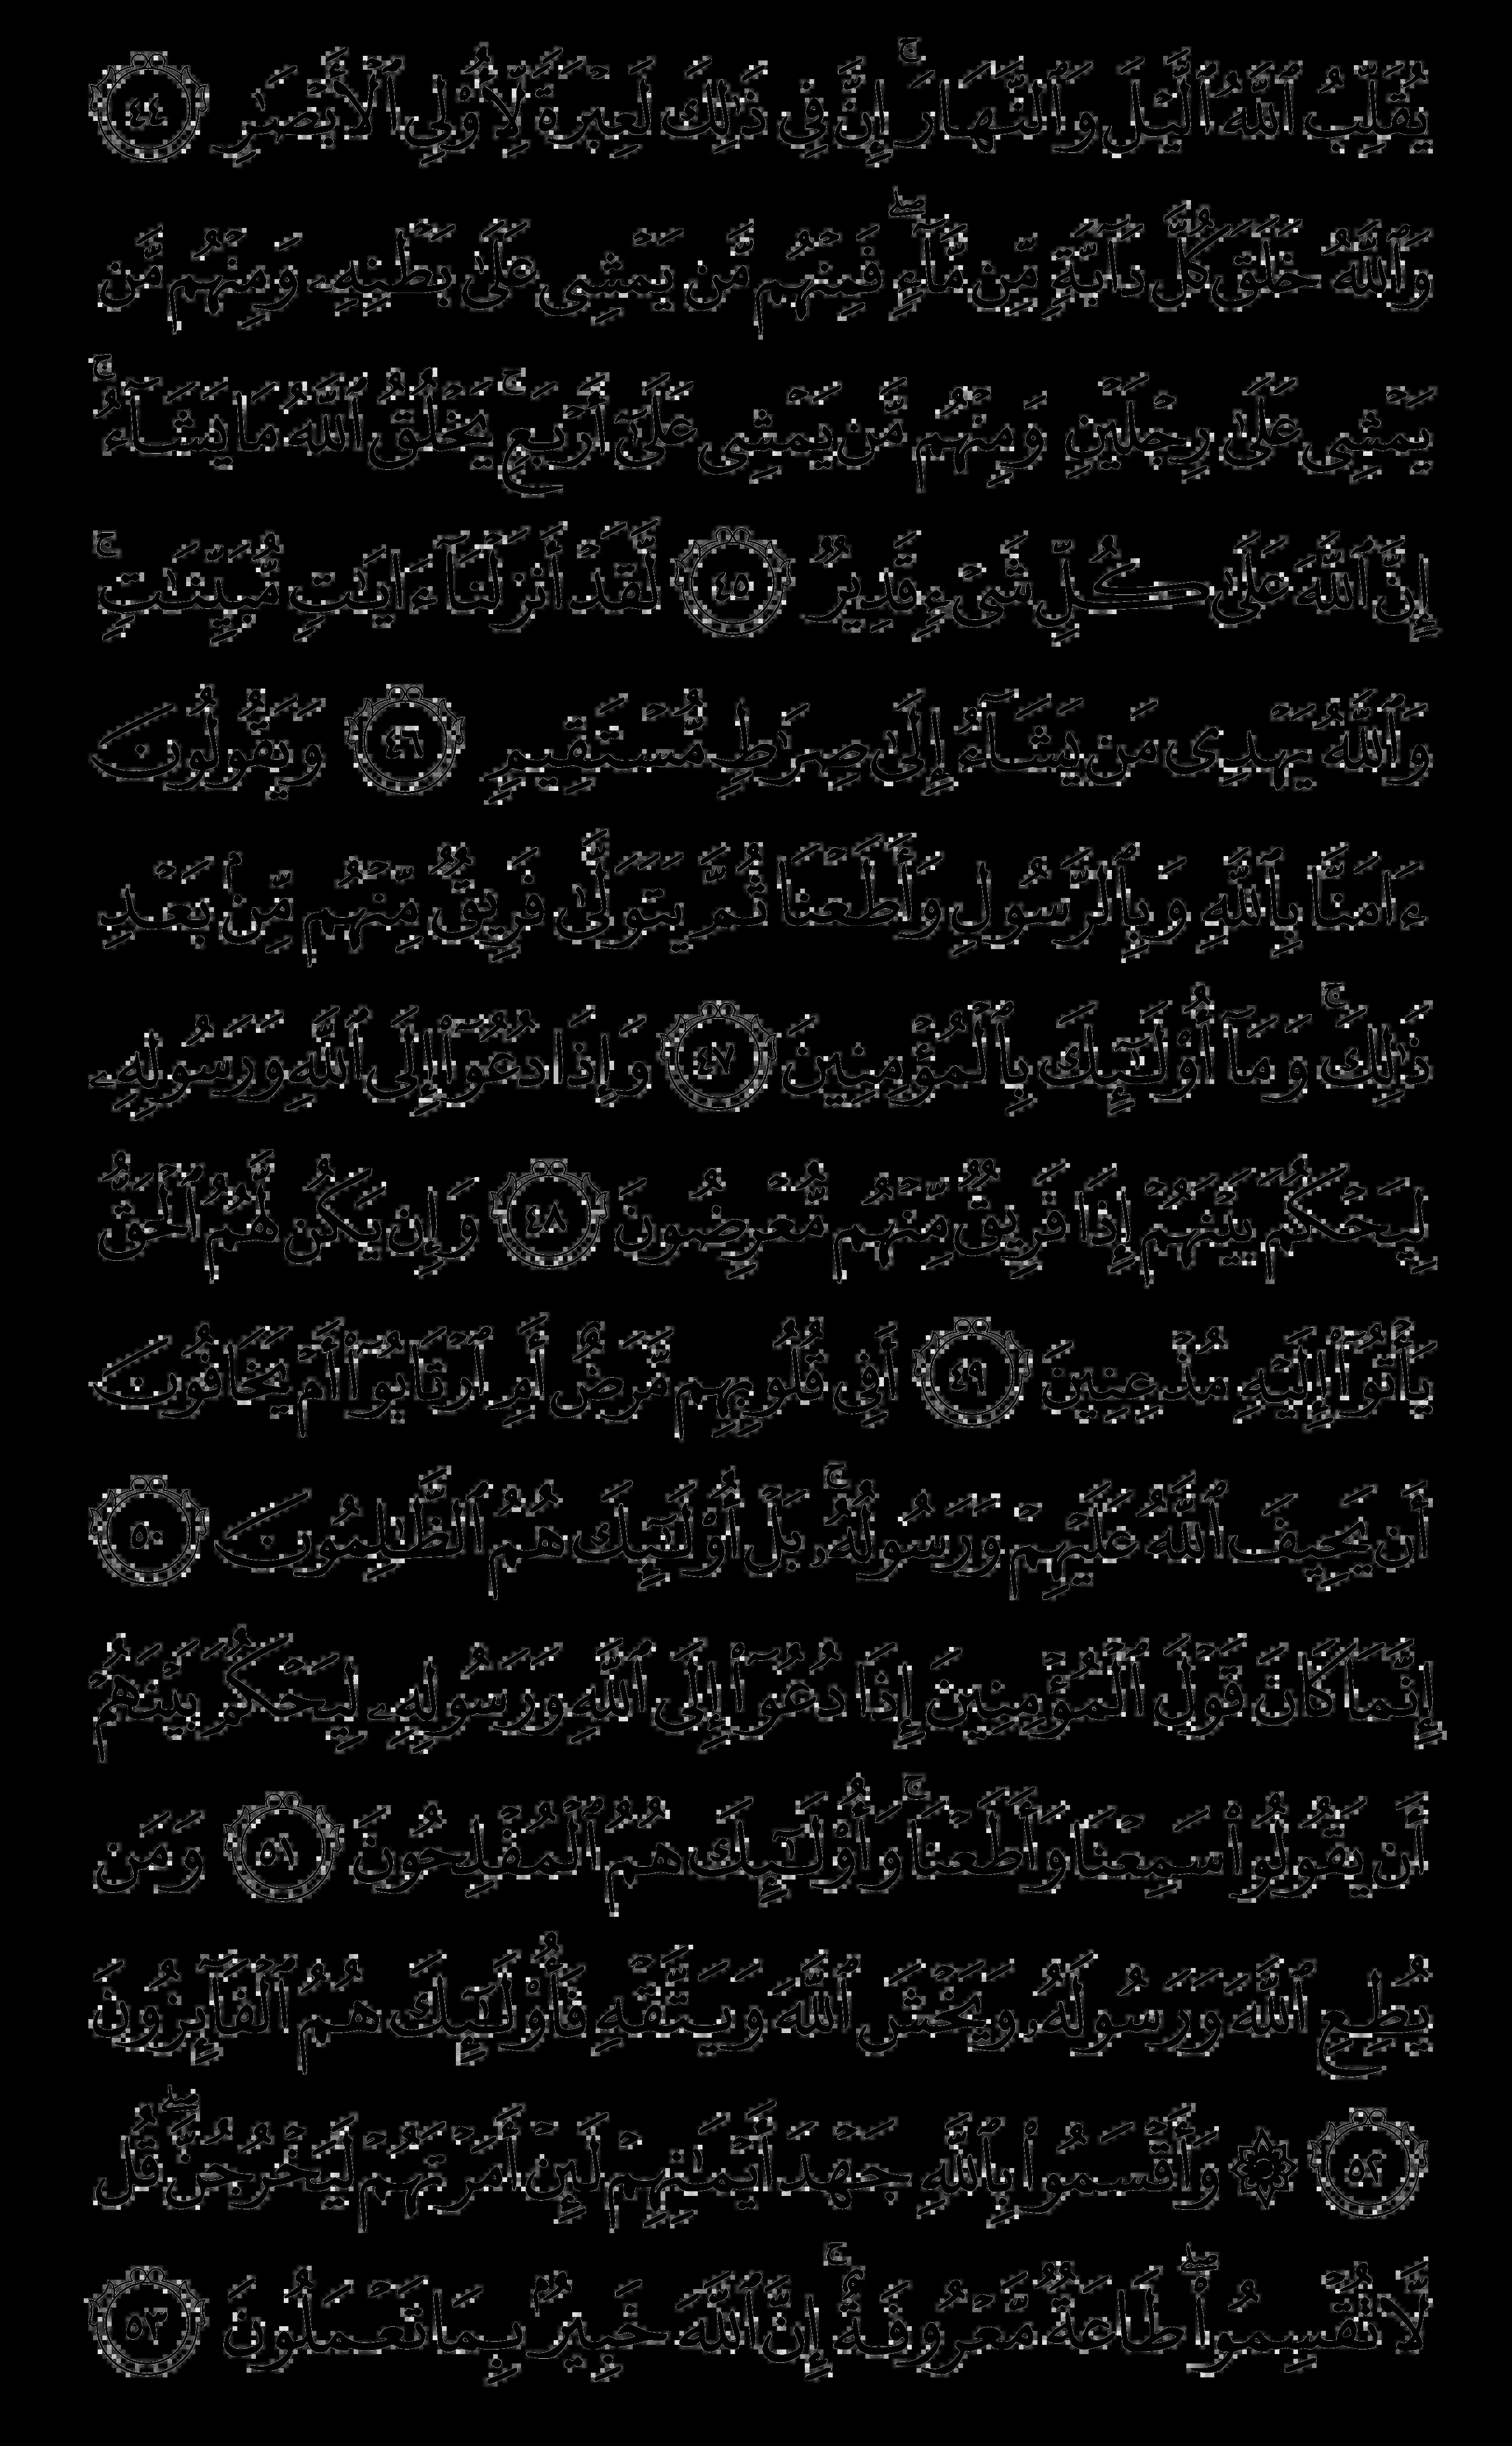 يُقَلِّبُ ٱللَّهُ ٱلَّيْلَ وَٱلنَّهَارَۚ إِنَّ فِى ذَٰلِكَ لَعِبْرَةً لِّأُو۟لِى ٱلْأَبْصَـٰرِ ٤٤
وَٱللَّهُ خَلَقَ كُلَّ دَآبَّةٍ مِّن مَّآءٍۖ فَمِنْهُم مَّن يَمْشِى عَلَىٰ بَطْنِهِۦ وَمِنْهُم مَّن
يَمْشِى عَلَىٰ رِجْلَيْنِ وَمِنْهُم مَّن يَمْشِى عَلَىٰٓ أَرْبَعٍۚ يَخْلُقُ ٱللَّهُ مَا يَشَآءُۚ
إِنَّ ٱللَّهَ عَلَىٰ كُلِّ شَىْءٍ قَدِيرٌ ٤٥ لَّقَدْ أَنزَلْنَآ ءَايَـٰتٍ مُّبَيِّنَـٰتٍۚ
وَٱللَّهُ يَهْدِى مَن يَشَآءُ إِلَىٰ صِرَٰطٍ مُّسْتَقِيمٍ ٤٦ وَيَقُولُونَ
ءَامَنَّا بِٱللَّهِ وَبِٱلرَّسُولِ وَأَطَعْنَا ثُمَّ يَتَوَلَّىٰ فَرِيقٌ مِّنْهُم مِّنۢ بَعْدِ
ذَٰلِكَۚ وَمَآ أُو۟لَـٰٓئِكَ بِٱلْمُؤْمِنِينَ ٤٧ وَإِذَا دُعُوٓا۟ إِلَى ٱللَّهِ وَرَسُولِهِۦ
لِيَحْكُمَ بَيْنَهُمْ إِذَا فَرِيقٌ مِّنْهُم مُّعْرِضُونَ ٤٨ وَإِن يَكُن لَّهُمُ ٱلْحَقُّ
يَأْتُوٓا۟ إِلَيْهِ مُذْعِنِينَ ٤٩ أَفِى قُلُوبِهِم مَّرَضٌ أَمِ ٱرْتَابُوٓا۟ أَمْ يَخَافُونَ
أَن يَحِيفَ ٱللَّهُ عَلَيْهِمْ وَرَسُولُهُۥۚ بَلْ أُو۟لَـٰٓئِكَ هُمُ ٱلظَّـٰلِمُونَ ٥٠
إِنَّمَا كَانَ قَوْلَ ٱلْمُؤْمِنِينَ إِذَا دُعُوٓا۟ إِلَى ٱللَّهِ وَرَسُولِهِۦ لِيَحْكُمَ بَيْنَهُمْ
أَن يَقُولُوا۟ سَمِعْنَا وَأَطَعْنَاۚ وَأُو۟لَـٰٓئِكَ هُمُ ٱلْمُفْلِحُونَ ٥١ وَمَن
يُطِعِ ٱللَّهَ وَرَسُولَهُۥ وَيَخْشَ ٱللَّهَ وَيَتَّقْهِ فَأُو۟لَـٰٓئِكَ هُمُ ٱلْفَآئِزُونَ
٥٢ ۞ وَأَقْسَمُوا۟ بِٱللَّهِ جَهْدَ أَيْمَـٰنِهِمْ لَئِنْ أَمَرْتَهُمْ لَيَخْرُجُنَّۖ قُل
لَّا تُقْسِمُوا۟ۖ طَاعَةٌ مَّعْرُوفَةٌۚ إِنَّ ٱللَّهَ خَبِيرٌۢ بِمَا تَعْمَلُونَ ٥٣